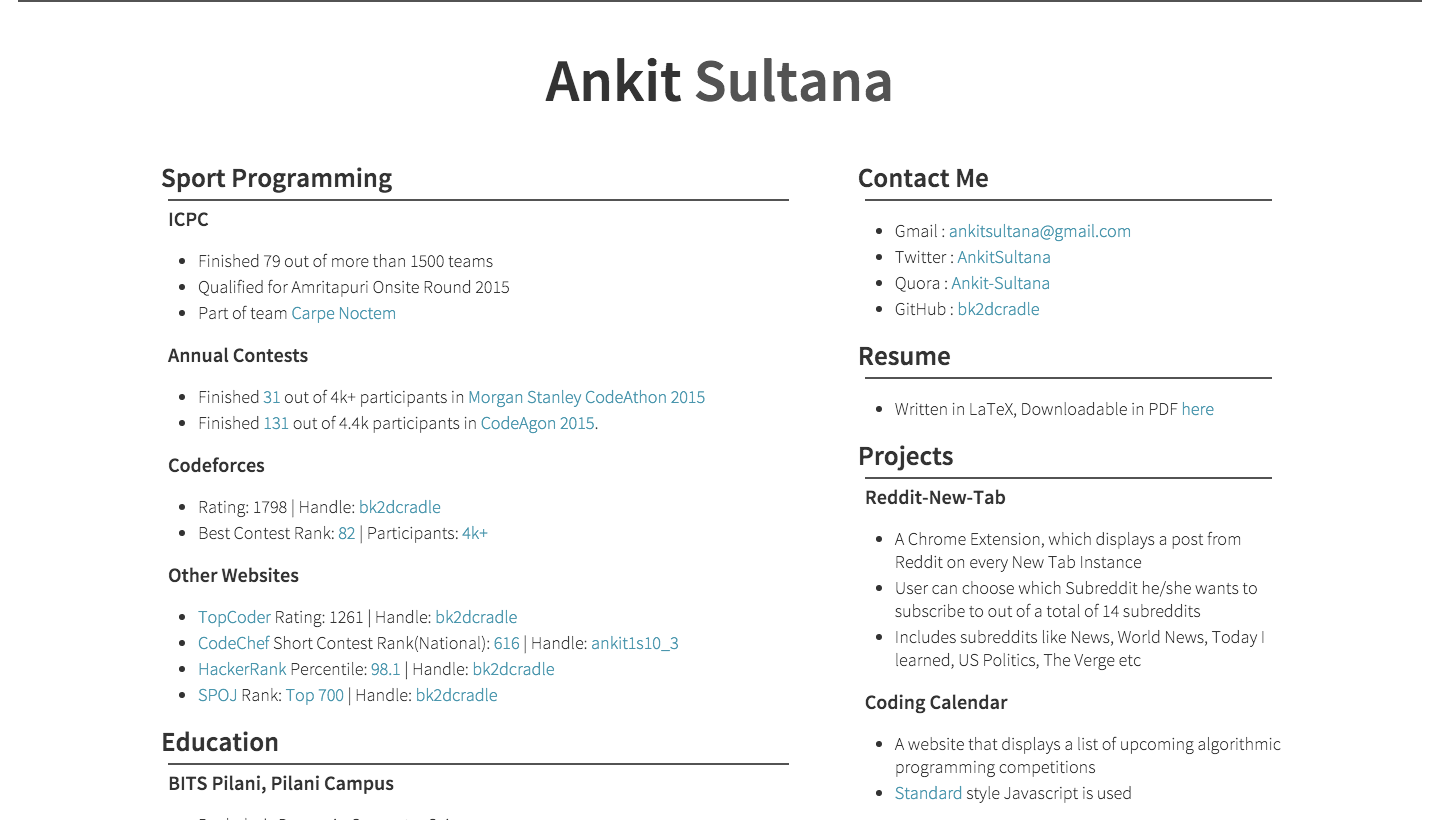 Ankit Sultana
Sport Programming
ICPC
Finished 79 out of more than 1500 teams
Qualified for Amritapuri Onsite Round 2015
Part of team Carpe Noctem
Annual Contests
Finished 31 out of 4k+ participants in Morgan Stanley CodeAthon 2015
Finished 131 out of 4.4k participants in CodeAgon 2015.
Codeforces
Rating: 1798 | Handle: bk2dcradle
Best Contest Rank: 82 | Participants: 4k+
Other Websites
TopCoder Rating: 1261 | Handle: bk2dcradle
CodeChef Short Contest Rank(National): 616 | Handle: ankit1s10_3
HackerRank Percentile: 98.1 | Handle: bk2dcradle
SPOJ Rank: Top 700 | Handle: bk2dcradle
Education
BITS Pilani, Pilani Campus
Contact Me
Gmail : ankitsultana@gmail.com
Twitter : AnkitSultana
Quora : Ankit-Sultana
GitHub : bk2dcradle
Resume
Written in LaTeX, Downloadable in PDF here
Projects
Reddit-New-Tab
A Chrome Extension, which displays a post from
Reddit on every New Tab Instance
User can choose which Subreddit he/she wants to
subscribe to out of a total of 14 subreddits
Includes subreddits like News, World News, Today I
learned, US Politics, The Verge etc
Coding Calendar
A website that displays a list of upcoming algorithmic
programming competitions
Standard style Javascript is used